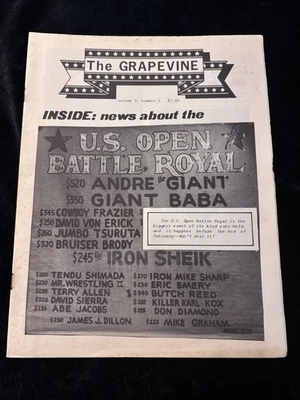 The GRAPEVINE
INSIDE: news about the
U.S. OPEN
BATTLE ROYAL
$520 ANDRE THE "GIANT"
$350 GIANT BABA
COWBOY FRAZIER
$250 DAVID VON ERICK
$260 JUMBO TSURUTA
$320 BRUISER BRODY
The U.S. Open Battle Royal is the
biggest event of its kind ever held,
and it happens before the end of
February--don't miss it!
$245 IRON SHEIK
TENDU SHIMADA
$250 MR. WRESTLING II
TERRY ALLEN
DAVID SIERRA
ABE JACOBS
$250 JAMES J. DILLON
$270 IRON MIKE SHARP
ERIC EMBRY
BUTCH REED
KILLER KARL KOX
DON DIAMOND
$225 MIKE GRAHAM